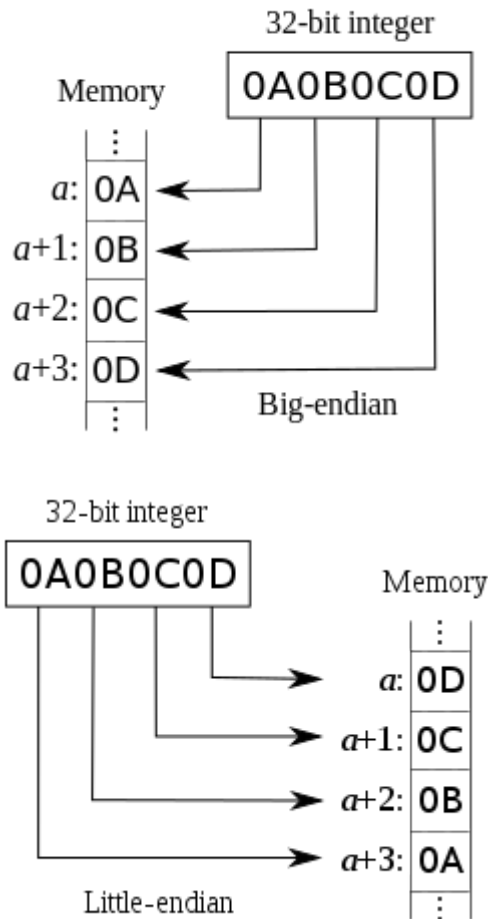 32-bit integer
0A0B0C0D
Memory
⋮
a: 0A
a+1: 0B
a+2: 0C
a+3: 0D
⋮
Big-endian
32-bit integer
0A0B0C0D
Memory
⋮
a: 0D
a+1: 0C
a+2: 0B
a+3: 0A
⋮
Little-endian